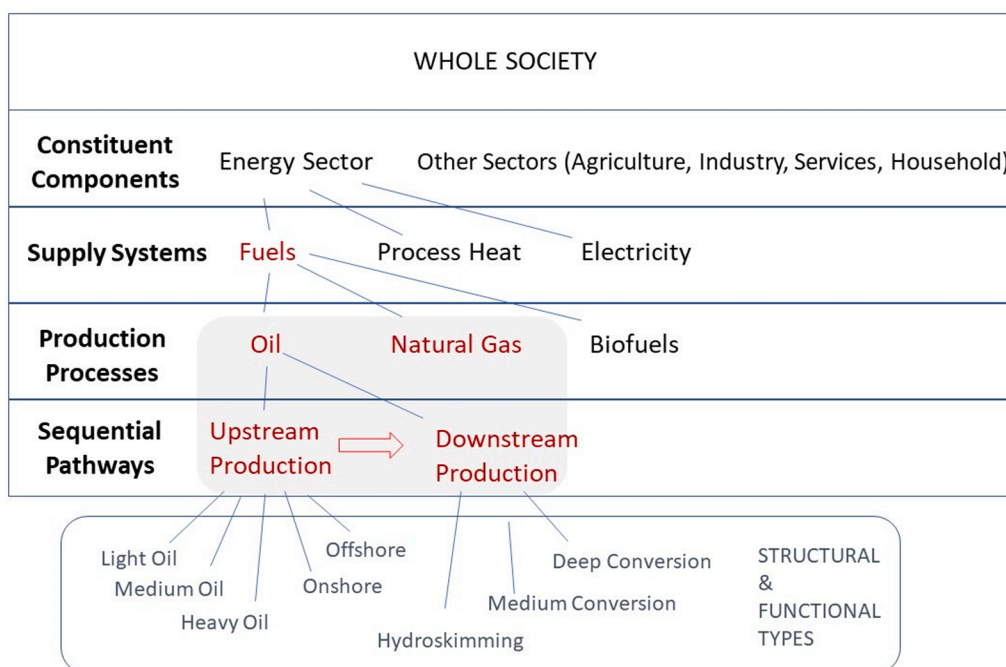 WHOLE SOCIETY
Constituent
Components
Energy Sector
Other Sectors (Agriculture, Industry, Services, Household)
Supply Systems
Fuels
Process Heat
Electricity
Production
Processes
Oil
Natural Gas
Biofuels
Sequential
Pathways
Upstream
Production
Downstream
Production
Light Oil
Medium Oil
Heavy Oil
Offshore
Onshore
Deep Conversion
Medium Conversion
Hydroskimming
STRUCTURAL
&
FUNCTIONAL
TYPES